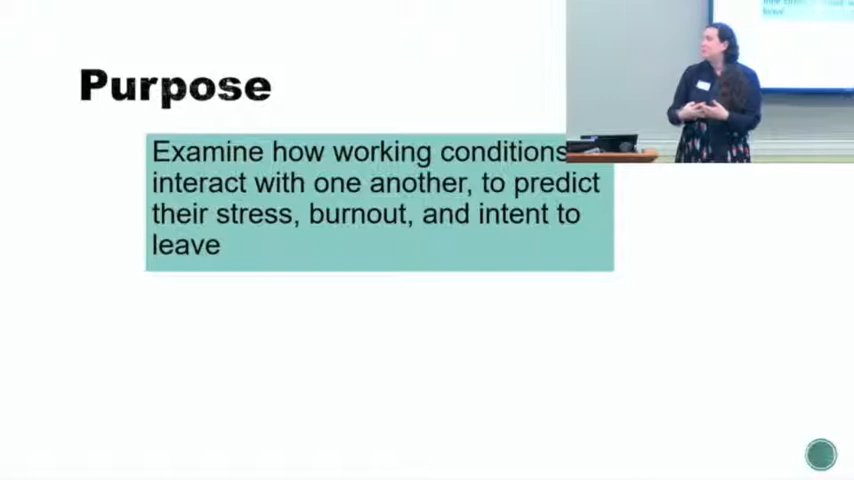 Purpose
Examine how working conditions
interact with one another, to predict
their stress, burnout, and intent to
leave